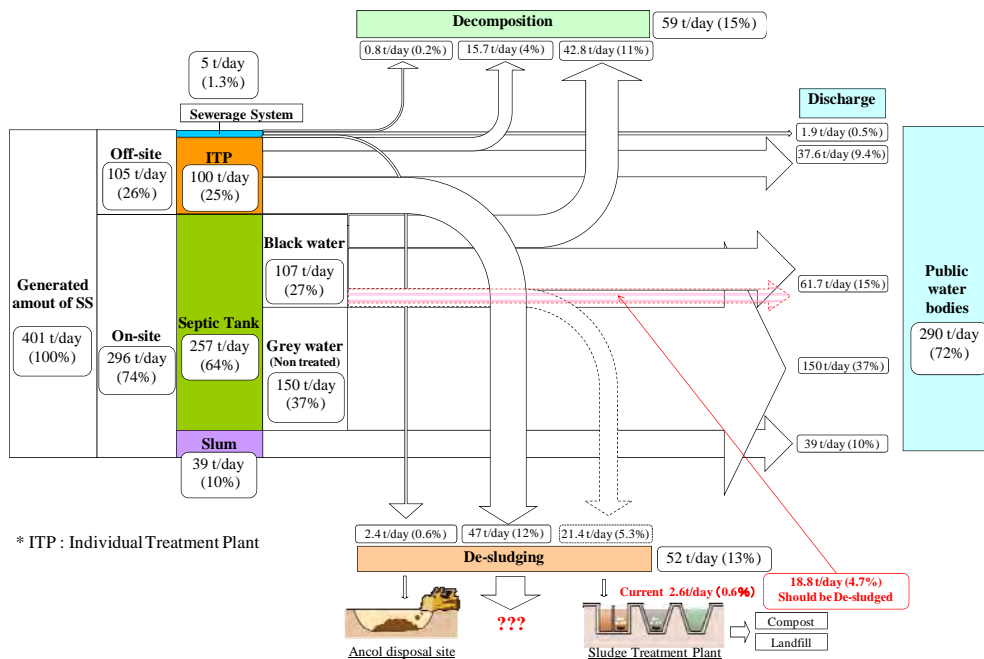 Decomposition
59 t/day (15%)
0.8 t/day (0.2%)
15.7 t/day (4%)
42.8 t/day (11%)
5 t/day
(1.3%)
Sewerage System
Discharge
1.9 t/day (0.5%)
37.6 t/day (9.4%)
Off-site
105 t/day
(26%)
ITP
100 t/day
(25%)
Black water
107 t/day
(27%)
61.7 t/day (15%)
Public
water
bodies
290 t/day
(72%)
Generated
amout of SS
401 t/day
(100%)
On-site
296 t/day
(74%)
Septic Tank
257 t/day
(64%)
Grey water
(Non treated)
150 t/day
(37%)
150 t/day (37%)
Slum
39 t/day
(10%)
39 t/day (10%)
* ITP : Individual Treatment Plant
2.4 t/day (0.6%)
47 t/day (12%)
21.4 t/day (5.3%)
De-sludging
52 t/day (13%)
Current 2.6t/day (0.6%)
18.8 t/day (4.7%)
Should be De-sludged
???
Compost
Landfill
Ancol disposal site
Sludge Treatment Plant